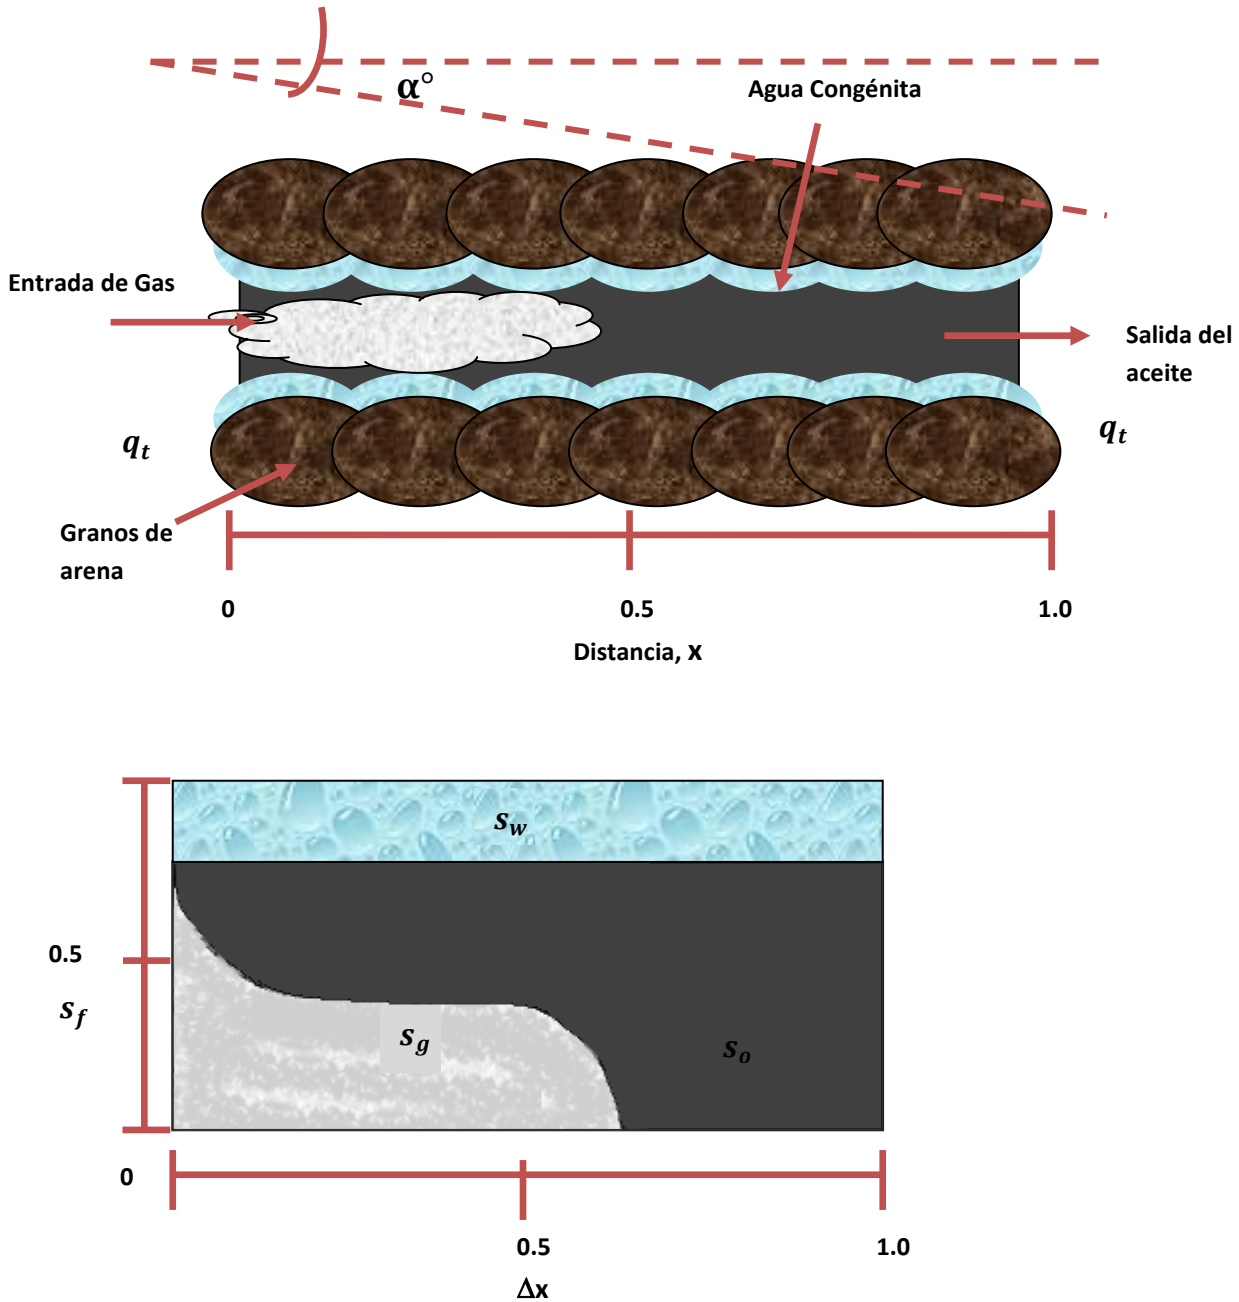 α°
Agua Congénita
Entrada de Gas
Salida del
aceite
q_t
q_t
Granos de
arena
0
0.5
1.0
Distancia, x
s_w
0.5
s_f
s_g
s_o
0
0.5
1.0
Δx